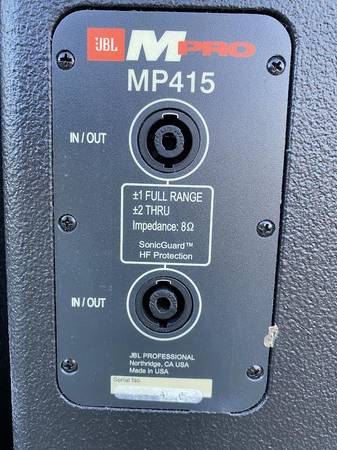 JBL MPRO
MP415
IN / OUT
±1 FULL RANGE
±2 THRU
Impedance: 8Ω
SonicGuard™
HF Protection
IN / OUT
JBL PROFESSIONAL
Northridge, CA USA
Made in USA
Serial No.